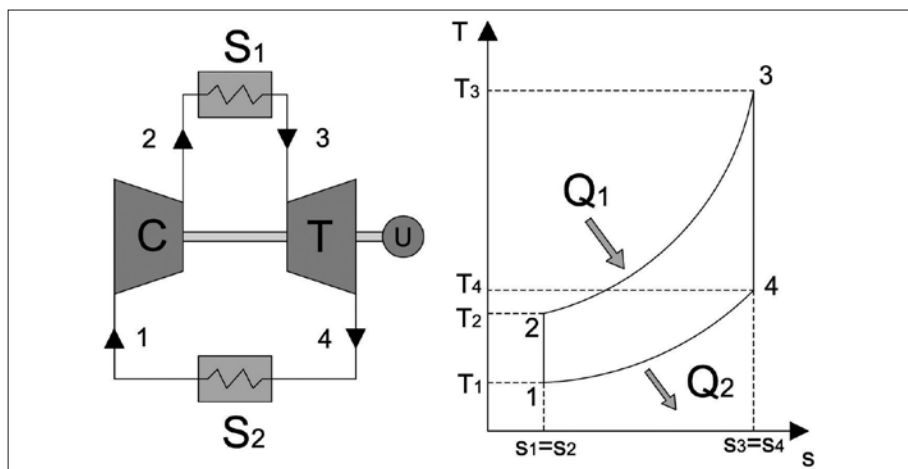 S₁
2
3
C
T
U
1
4
S₂
T
3
T₃
Q₁
T₄
4
T₂
2
T₁
1
Q₂
s₁=s₂
s₃=s₄
s